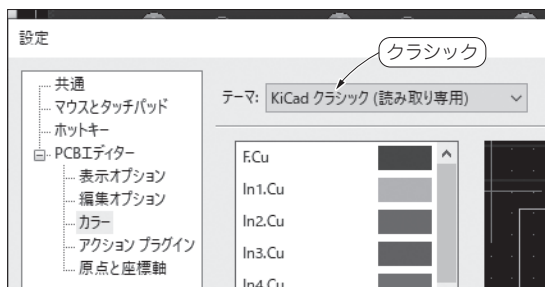 設定
クラシック
共通
マウスとタッチパッド
ホットキー
PCBエディター
表示オプション
編集オプション
カラー
アクション プラグイン
原点と座標軸
テーマ: KiCad クラシック (読み取り専用)
F.Cu
In1.Cu
In2.Cu
In3.Cu
In4.Cu